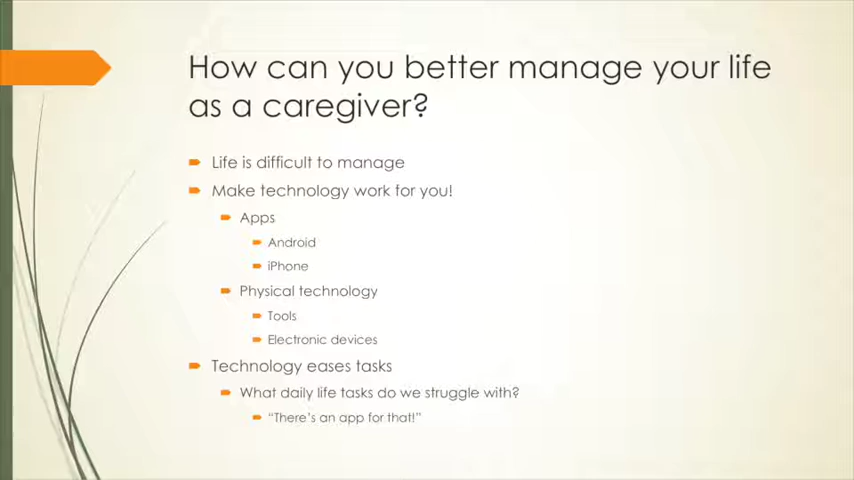 How can you better manage your life
as a caregiver?
Life is difficult to manage
Make technology work for you!
Apps
Android
iPhone
Physical technology
Tools
Electronic devices
Technology eases tasks
What daily life tasks do we struggle with?
“There’s an app for that!”